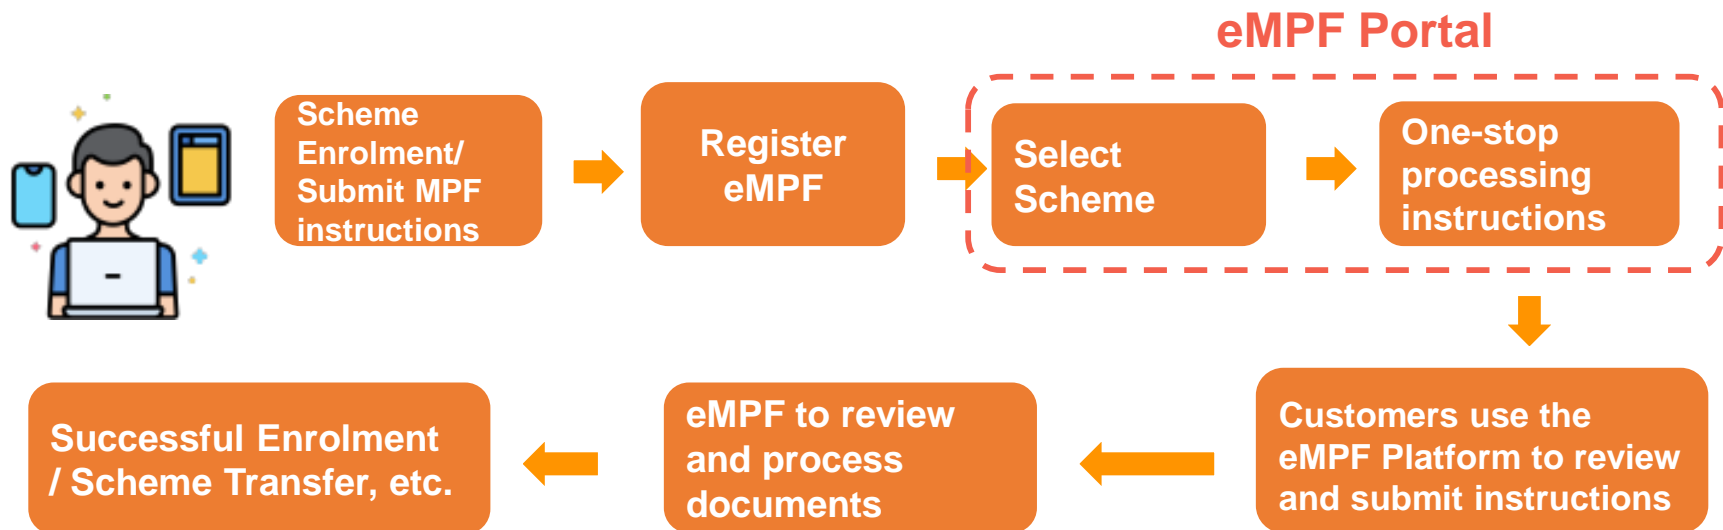 eMPF Portal
Scheme
Enrolment/
Submit MPF
instructions
Register
eMPF
Select
Scheme
One-stop
processing
instructions
Customers use the
eMPF Platform to review
and submit instructions
eMPF to review
and process
documents
Successful Enrolment
/ Scheme Transfer, etc.